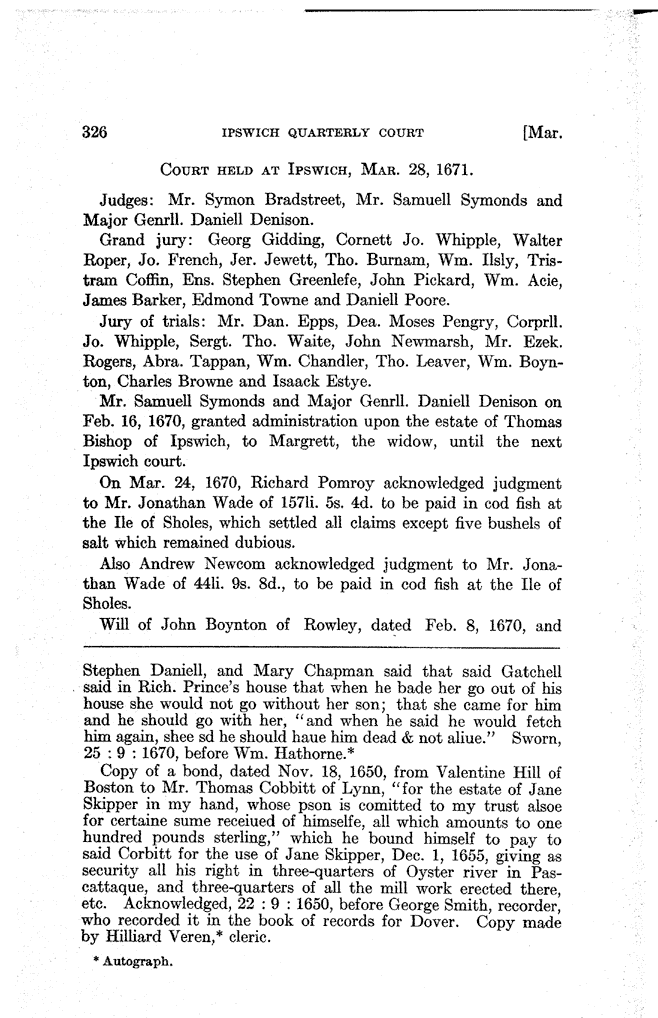 326 IPSWICH QUARTERLY COURT [Mar.
COURT HELD AT IPSWICH, MAR. 28, 1671.
Judges: Mr. Symon Bradstreet, Mr. Samuell Symonds and
Major Genrll. Daniell Denison.
Grand jury: Georg Gidding, Cornett Jo. Whipple, Walter
Roper, Jo. French, Jer. Jewett, Tho. Burnam, Wm. Ilsly, Tris-
tram Coffin, Ens. Stephen Greenlefe, John Pickard, Wm. Acie,
James Barker, Edmond Towne and Daniell Poore.
Jury of trials: Mr. Dan. Epps, Dea. Moses Pengry, Corprll.
Jo. Whipple, Sergt. Tho. Waite, John Newmarsh, Mr. Ezek.
Rogers, Abra. Tappan, Wm. Chandler, Tho. Leaver, Wm. Boyn-
ton, Charles Browne and Isaack Estye.
Mr. Samuell Symonds and Major Genrll. Daniell Denison on
Feb. 16, 1670, granted administration upon the estate of Thomas
Bishop of Ipswich, to Margrett, the widow, until the next
Ipswich court.
On Mar. 24, 1670, Richard Pomroy acknowledged judgment
to Mr. Jonathan Wade of 157li. 5s. 4d. to be paid in cod fish at
the Ile of Sholes, which settled all claims except five bushels of
salt which remained dubious.
Also Andrew Newcom acknowledged judgment to Mr. Jona-
than Wade of 44li. 9s. 8d., to be paid in cod fish at the Ile of
Sholes.
Will of John Boynton of Rowley, dated Feb. 8, 1670, and
Stephen Daniell, and Mary Chapman said that said Gatchell
said in Rich. Prince's house that when he bade her go out of his
house she would not go without her son; that she came for him
and he should go with her, "and when he said he would fetch
him again, shee sd he should haue him dead & not aliue." Sworn,
25 : 9 : 1670, before Wm. Hathorne.*
Copy of a bond, dated Nov. 18, 1650, from Valentine Hill of
Boston to Mr. Thomas Cobbitt of Lynn, "for the estate of Jane
Skipper in my hand, whose pson is comitted to my trust alsoe
for certaine sume receiued of himselfe, all which amounts to one
hundred pounds sterling," which he bound himself to pay to
said Corbitt for the use of Jane Skipper, Dec. 1, 1655, giving as
security all his right in three-quarters of Oyster river in Pas-
cattaque, and three-quarters of all the mill work erected there,
etc. Acknowledged, 22 : 9 : 1650, before George Smith, recorder,
who recorded it in the book of records for Dover. Copy made
by Hilliard Veren,* cleric.
* Autograph.